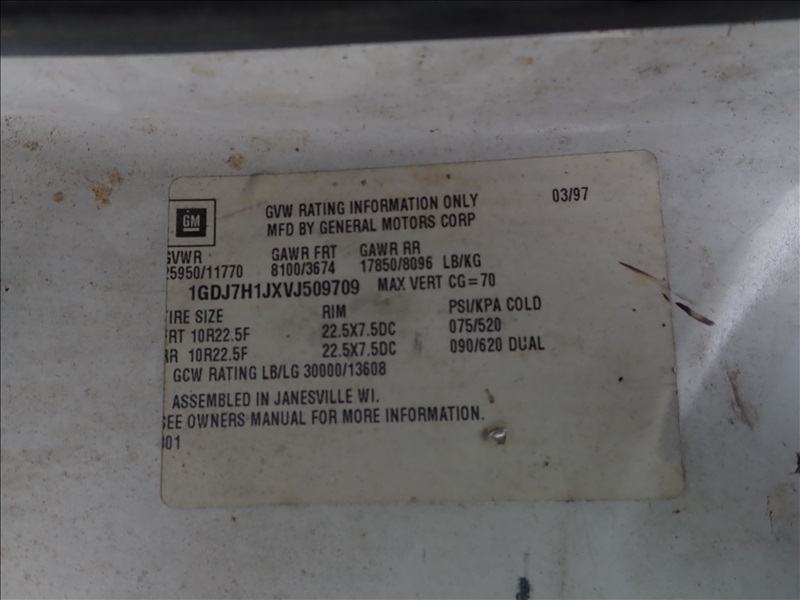 GVW RATING INFORMATION ONLY 03/97
GM MFD BY GENERAL MOTORS CORP
GVWR GAWR FRT GAWR RR
25950/11770 8100/3674 17850/8096 LB/KG
1GDJ7H1JXVJ509709 MAX VERT CG=70
TIRE SIZE RIM PSI/KPA COLD
FRT 10R22.5F 22.5X7.5DC 075/520
RR 10R22.5F 22.5X7.5DC 090/620 DUAL
GCW RATING LB/LG 30000/13608
ASSEMBLED IN JANESVILLE WI.
SEE OWNERS MANUAL FOR MORE INFORMATION.
01